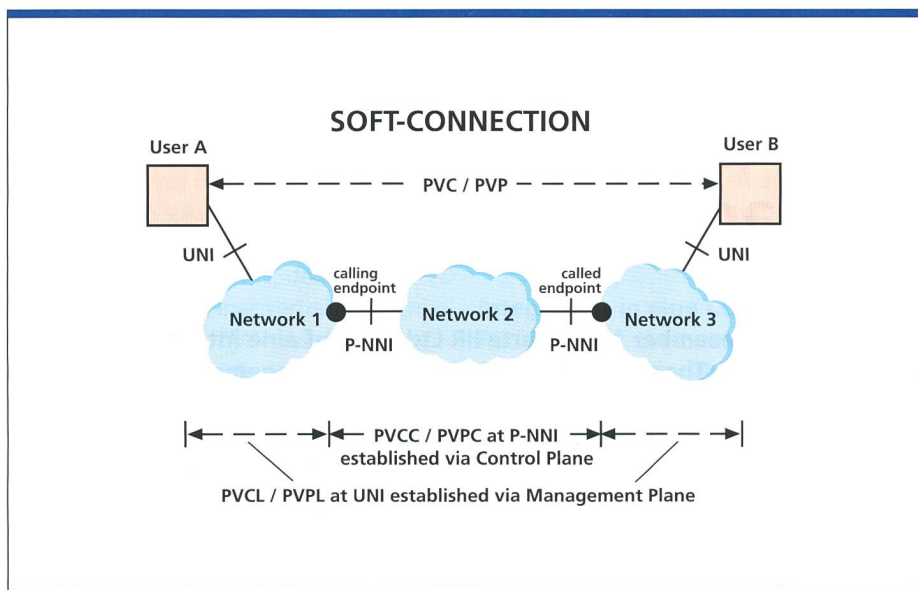 SOFT-CONNECTION
User A
User B
PVC / PVP
UNI
UNI
calling
endpoint
called
endpoint
Network 1
Network 2
Network 3
P-NNI
P-NNI
PVCC / PVPC at P-NNI
established via Control Plane
PVCL / PVPL at UNI established via Management Plane